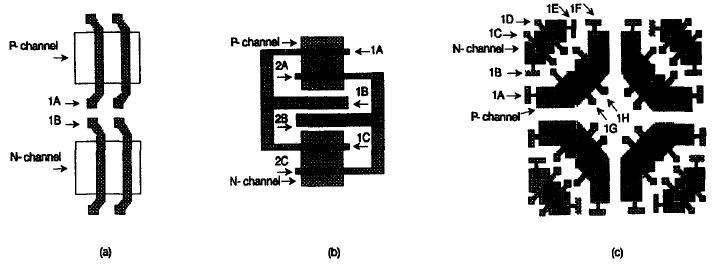 P-channel
1A
1B
N-channel
(a)
P-channel
1A
2A
1B
2B
1C
2C
N-channel
(b)
1E
1F
1D
1C
N-channel
1B
1A
P-channel
1H
1G
(c)